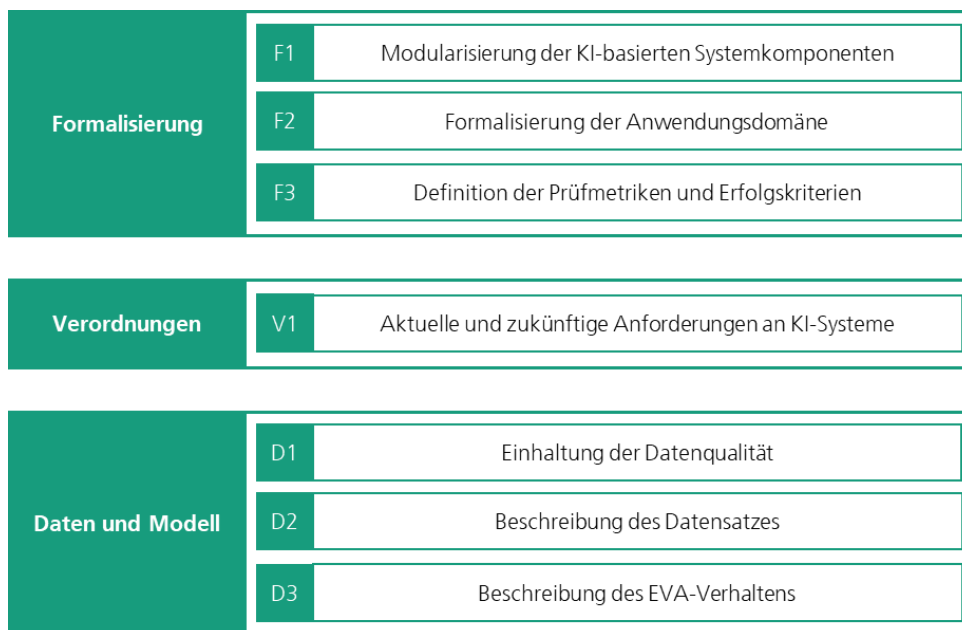 Formalisierung
F1 Modularisierung der KI-basierten Systemkomponenten
F2 Formalisierung der Anwendungsdomäne
F3 Definition der Prüfmetriken und Erfolgskriterien
Verordnungen
V1 Aktuelle und zukünftige Anforderungen an KI-Systeme
Daten und Modell
D1 Einhaltung der Datenqualität
D2 Beschreibung des Datensatzes
D3 Beschreibung des EVA-Verhaltens